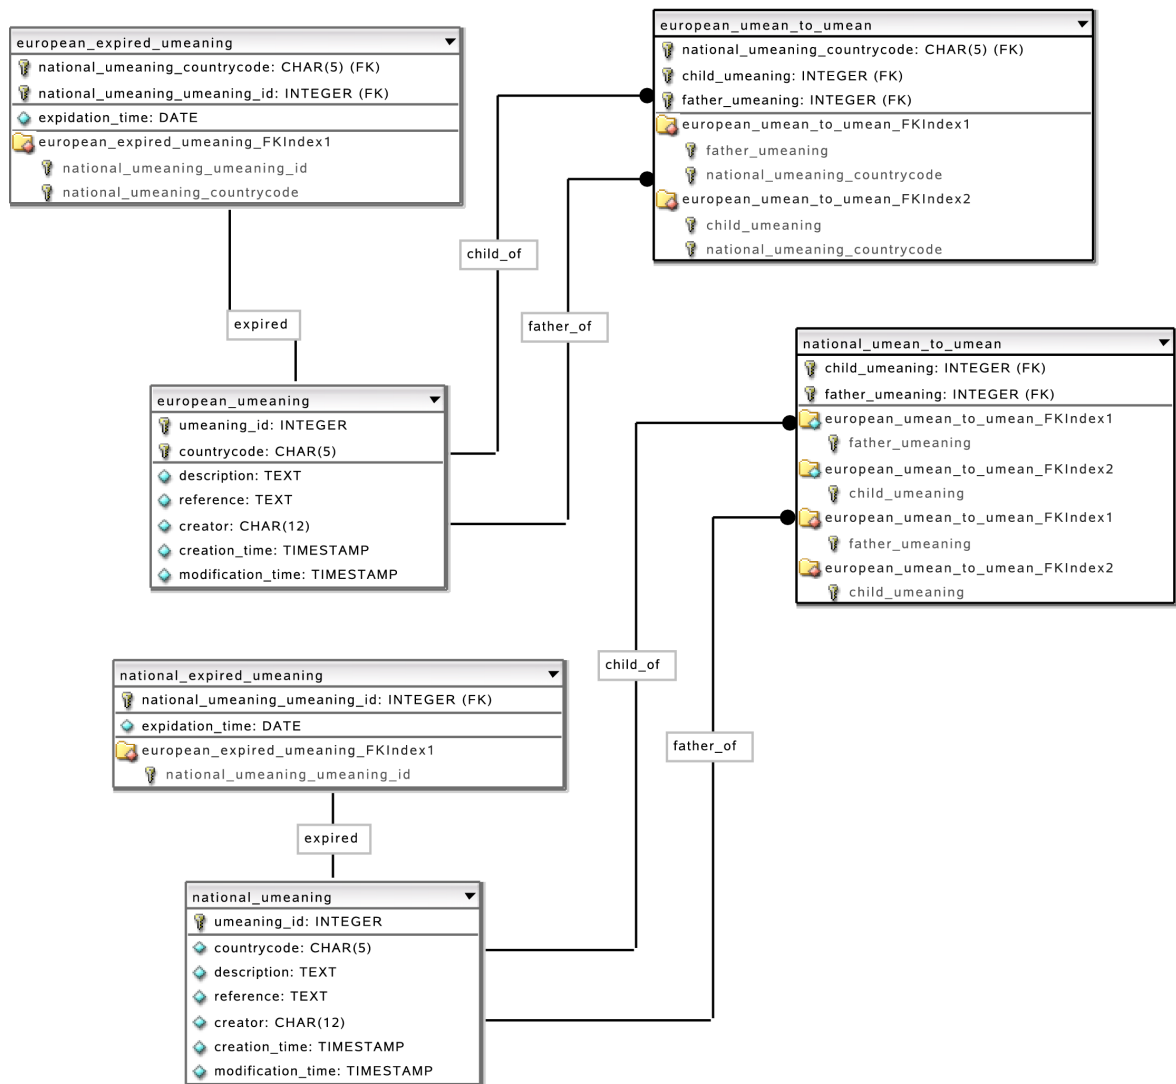 european_expired_umeaning
national_umeaning_countrycode: CHAR(5) (FK)
national_umeaning_umeaning_id: INTEGER (FK)
expidation_time: DATE
european_expired_umeaning_FKIndex1
national_umeaning_umeaning_id
national_umeaning_countrycode
european_umean_to_umean
national_umeaning_countrycode: CHAR(5) (FK)
child_umeaning: INTEGER (FK)
father_umeaning: INTEGER (FK)
european_umean_to_umean_FKIndex1
father_umeaning
national_umeaning_countrycode
european_umean_to_umean_FKIndex2
child_umeaning
national_umeaning_countrycode
child_of
father_of
expired
european_umeaning
umeaning_id: INTEGER
countrycode: CHAR(5)
description: TEXT
reference: TEXT
creator: CHAR(12)
creation_time: TIMESTAMP
modification_time: TIMESTAMP
national_umean_to_umean
child_umeaning: INTEGER (FK)
father_umeaning: INTEGER (FK)
european_umean_to_umean_FKIndex1
father_umeaning
european_umean_to_umean_FKIndex2
child_umeaning
european_umean_to_umean_FKIndex1
father_umeaning
european_umean_to_umean_FKIndex2
child_umeaning
child_of
father_of
national_expired_umeaning
national_umeaning_umeaning_id: INTEGER (FK)
expidation_time: DATE
european_expired_umeaning_FKIndex1
national_umeaning_umeaning_id
expired
national_umeaning
umeaning_id: INTEGER
countrycode: CHAR(5)
description: TEXT
reference: TEXT
creator: CHAR(12)
creation_time: TIMESTAMP
modification_time: TIMESTAMP